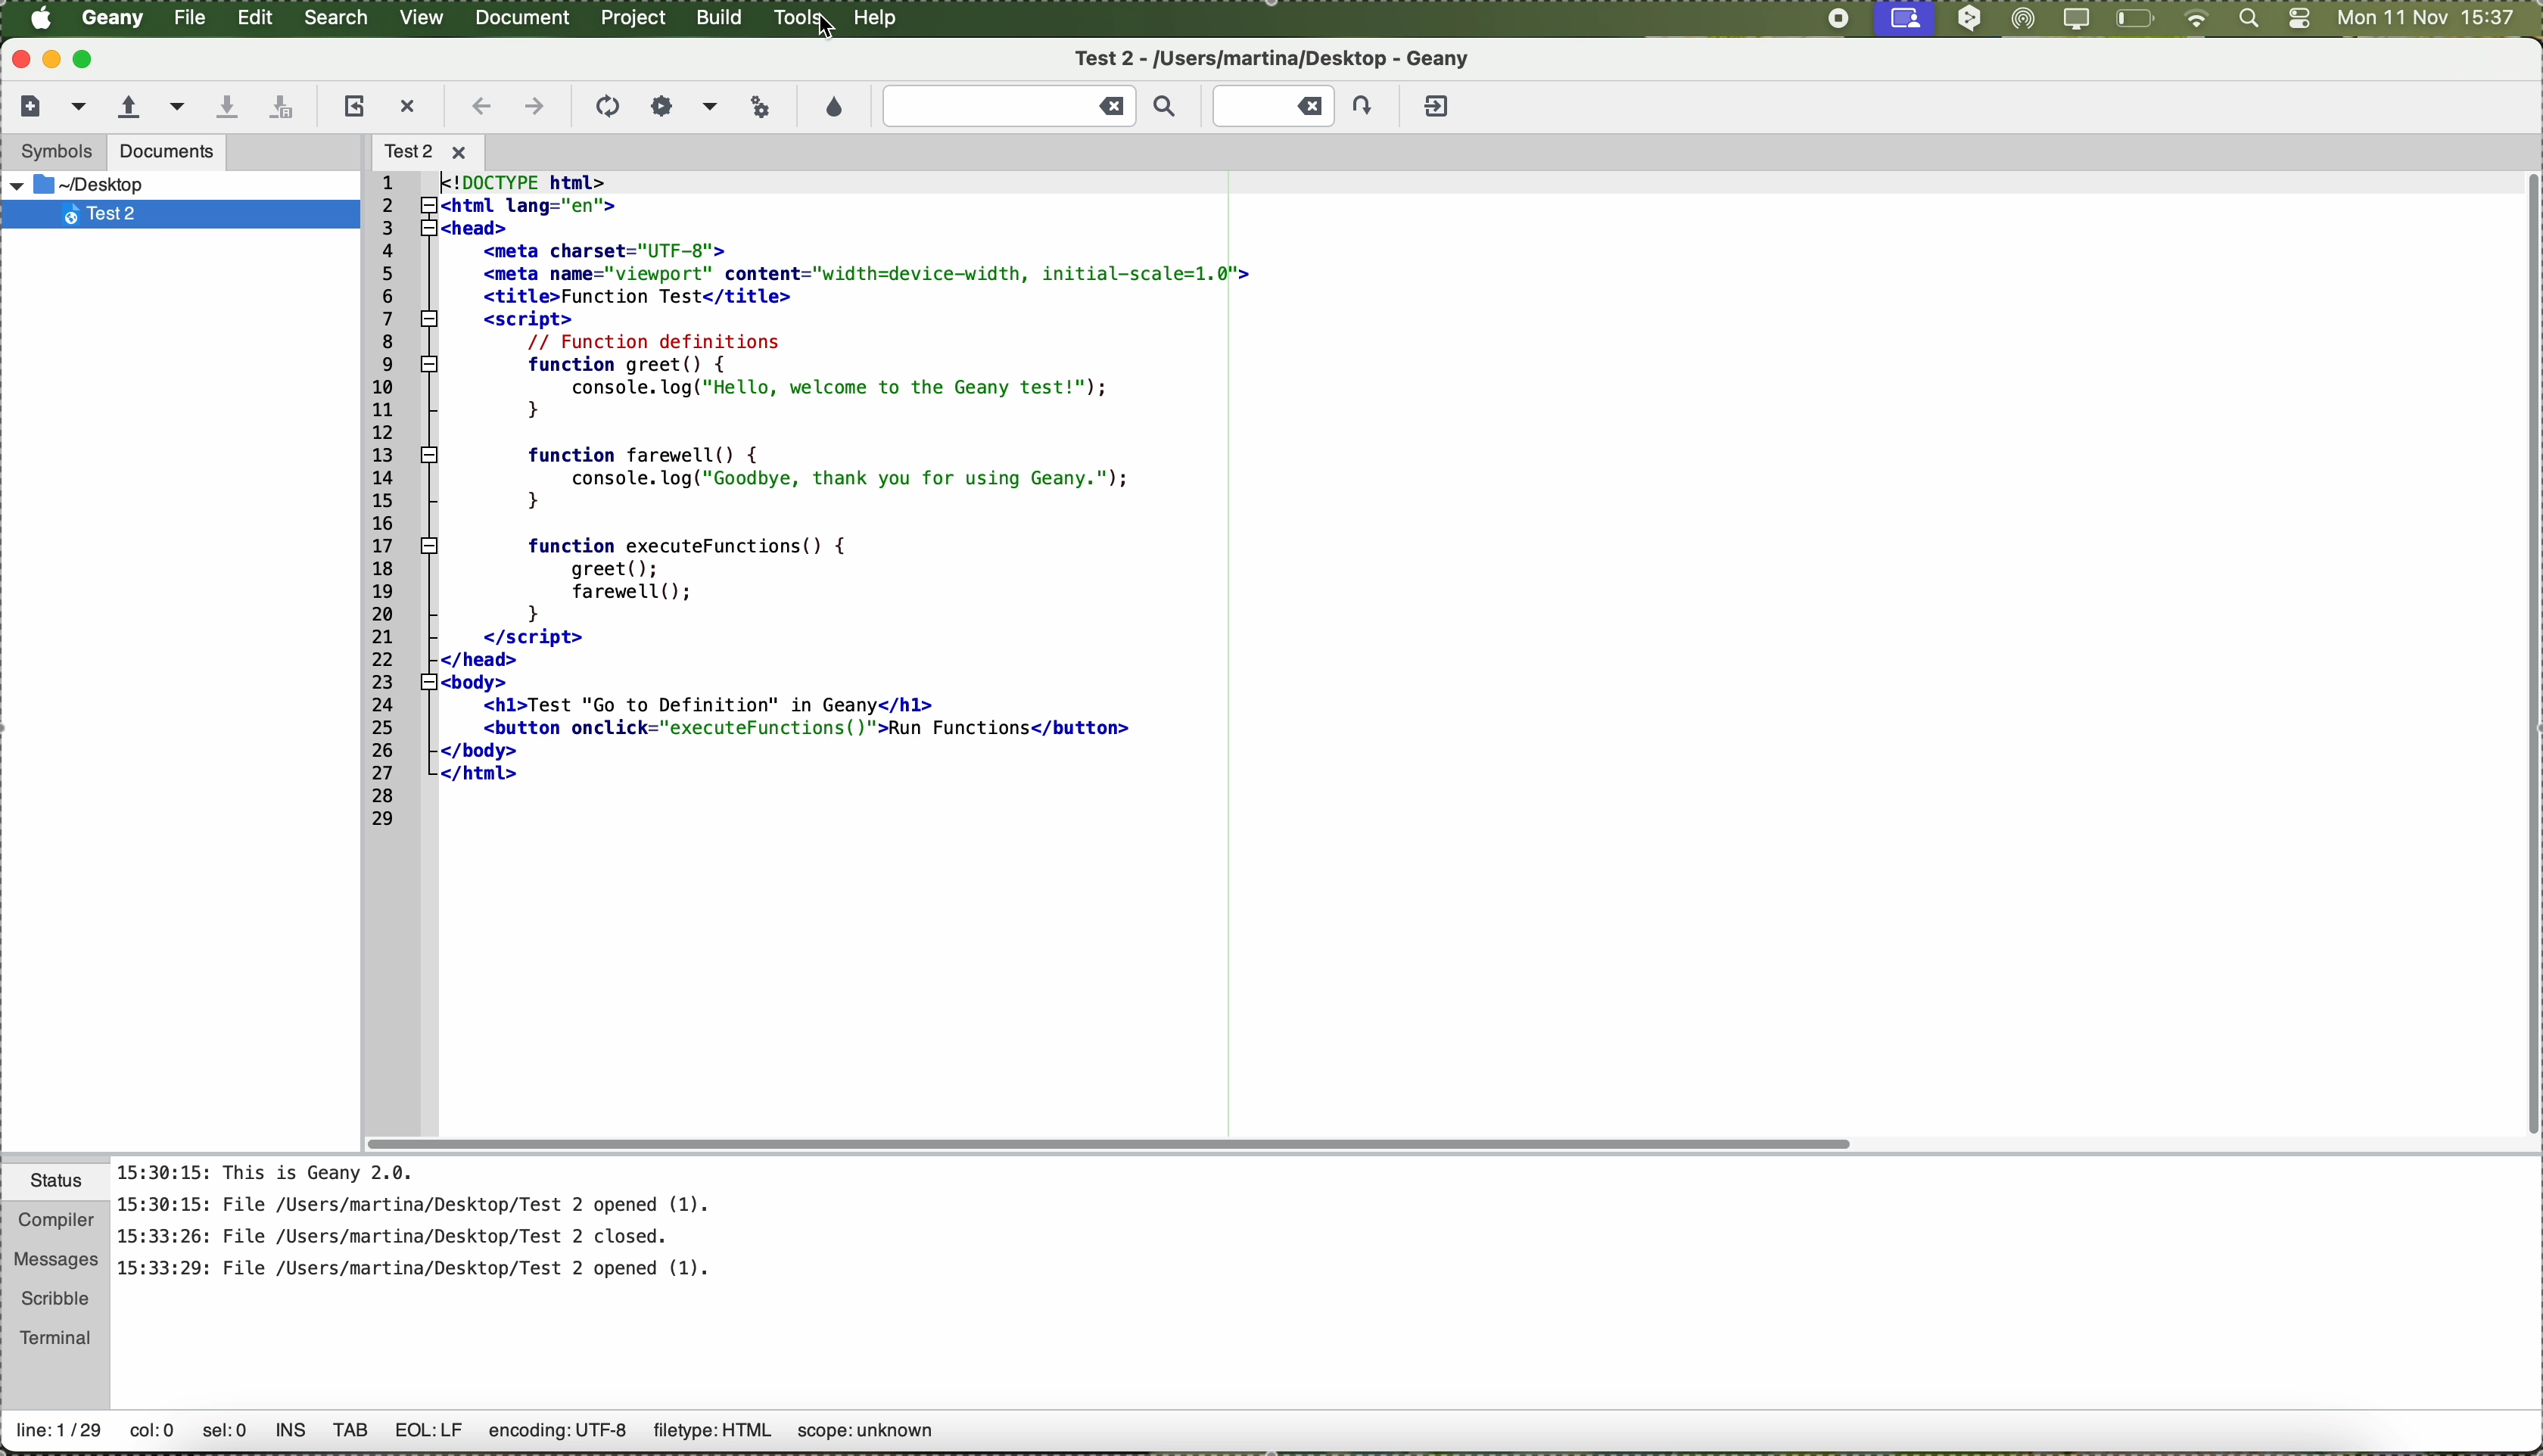 Geany File Edit Search View Document Project Build Tools Help Mon 11 Nov 15:37
Test 2 - /Users/martina/Desktop - Geany
Symbols Documents Test 2
~/Desktop
Test 2
1 <!DOCTYPE html>
2 <html lang="en">
3 <head>
4 <meta charset="UTF-8">
5 <meta name="viewport" content="width=device-width, initial-scale=1.0">
6 <title>Function Test</title>
7 <script>
8 // Function definitions
9 function greet() {
10 console.log("Hello, welcome to the Geany test!");
11 }
12
13 function farewell() {
14 console.log("Goodbye, thank you for using Geany.");
15 }
16
17 function executeFunctions() {
18 greet();
19 farewell();
20 }
21 </script>
22 </head>
23 <body>
24 <h1>Test "Go to Definition" in Geany</h1>
25 <button onclick="executeFunctions()">Run Functions</button>
26 </body>
27 </html>
28
29
Status
Compiler
Messages
Scribble
Terminal
15:30:15: This is Geany 2.0.
15:30:15: File /Users/martina/Desktop/Test 2 opened (1).
15:33:26: File /Users/martina/Desktop/Test 2 closed.
15:33:29: File /Users/martina/Desktop/Test 2 opened (1).
line: 1 / 29 col: 0 sel: 0 INS TAB EOL: LF encoding: UTF-8 filetype: HTML scope: unknown